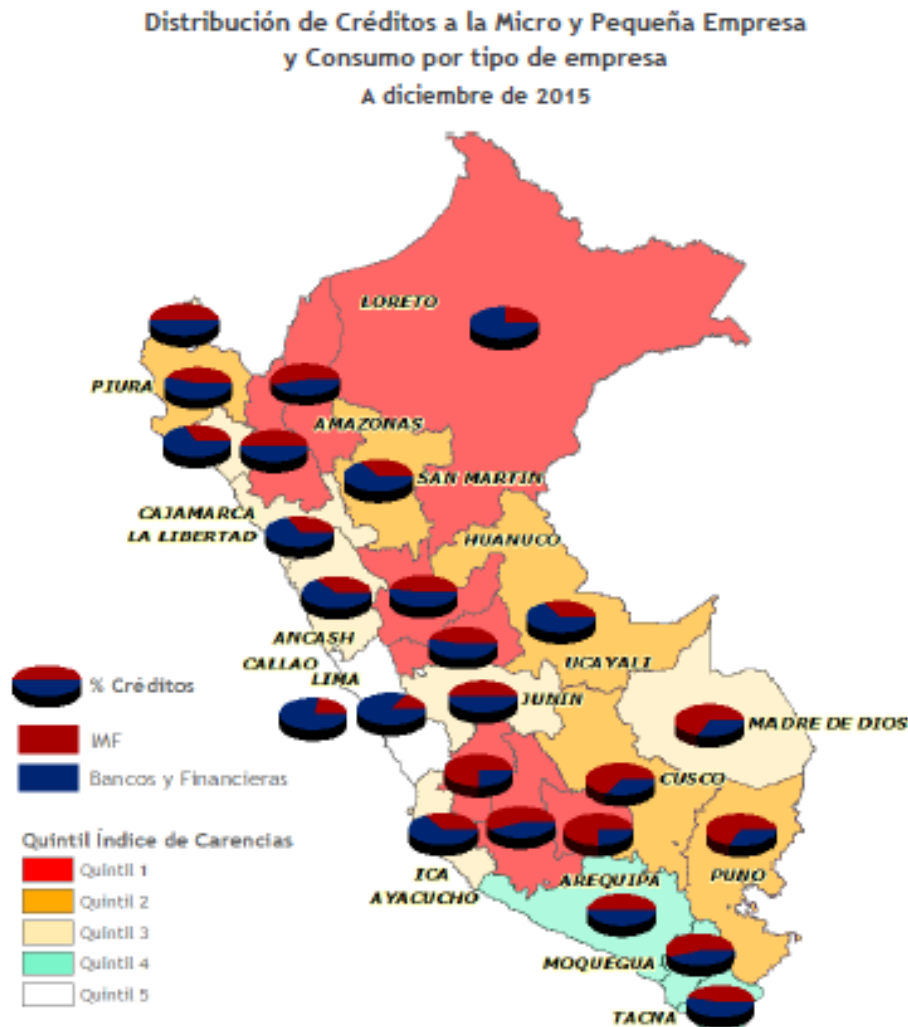 Distribución de Créditos a la Micro y Pequeña Empresa
y Consumo por tipo de empresa
A diciembre de 2015
LORETO
PIURA
AMAZONAS
SAN MARTIN
CAJAMARCA
LA LIBERTAD
HUANUCO
ANCASH
CALLAO
LIMA
UCAYALI
% Créditos
JUNIN
MADRE DE DIOS
IMF
Bancos y Financieras
CUSCO
Quintil Índice de Carencias
Quintil 1
Quintil 2
Quintil 3
Quintil 4
Quintil 5
ICA
AYACUCHO
AREQUIPA
PUNO
MOQUEGUA
TACNA